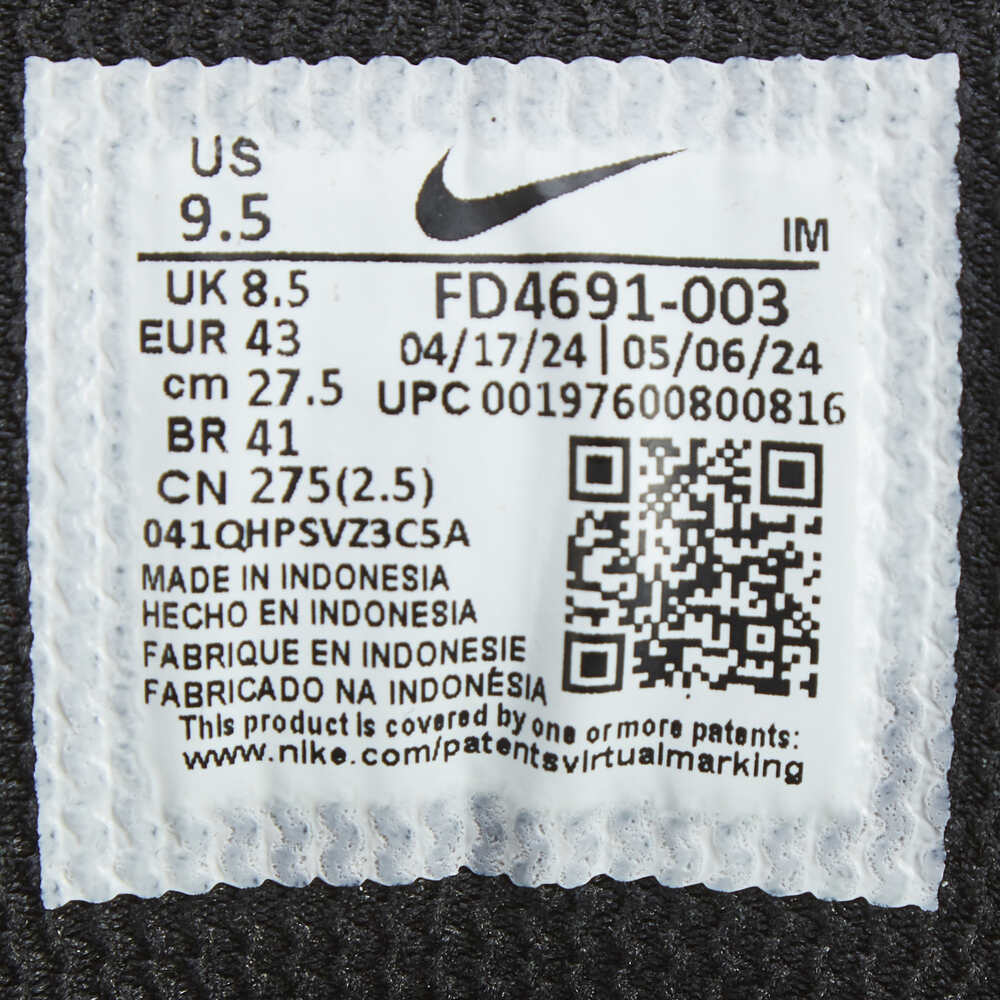 US
9.5
IM
UK 8.5
EUR 43
cm 27.5
BR 41
CN 275(2.5)
FD4691-003
04/17/24 | 05/06/24
UPC 00197600800816
041QHPSVZ3C5A
MADE IN INDONESIA
HECHO EN INDONESIA
FABRIQUE EN INDONESIE
FABRICADO NA INDONÉSIA
This product is covered by one or more patents:
www.nike.com/patentsvirtualmarking